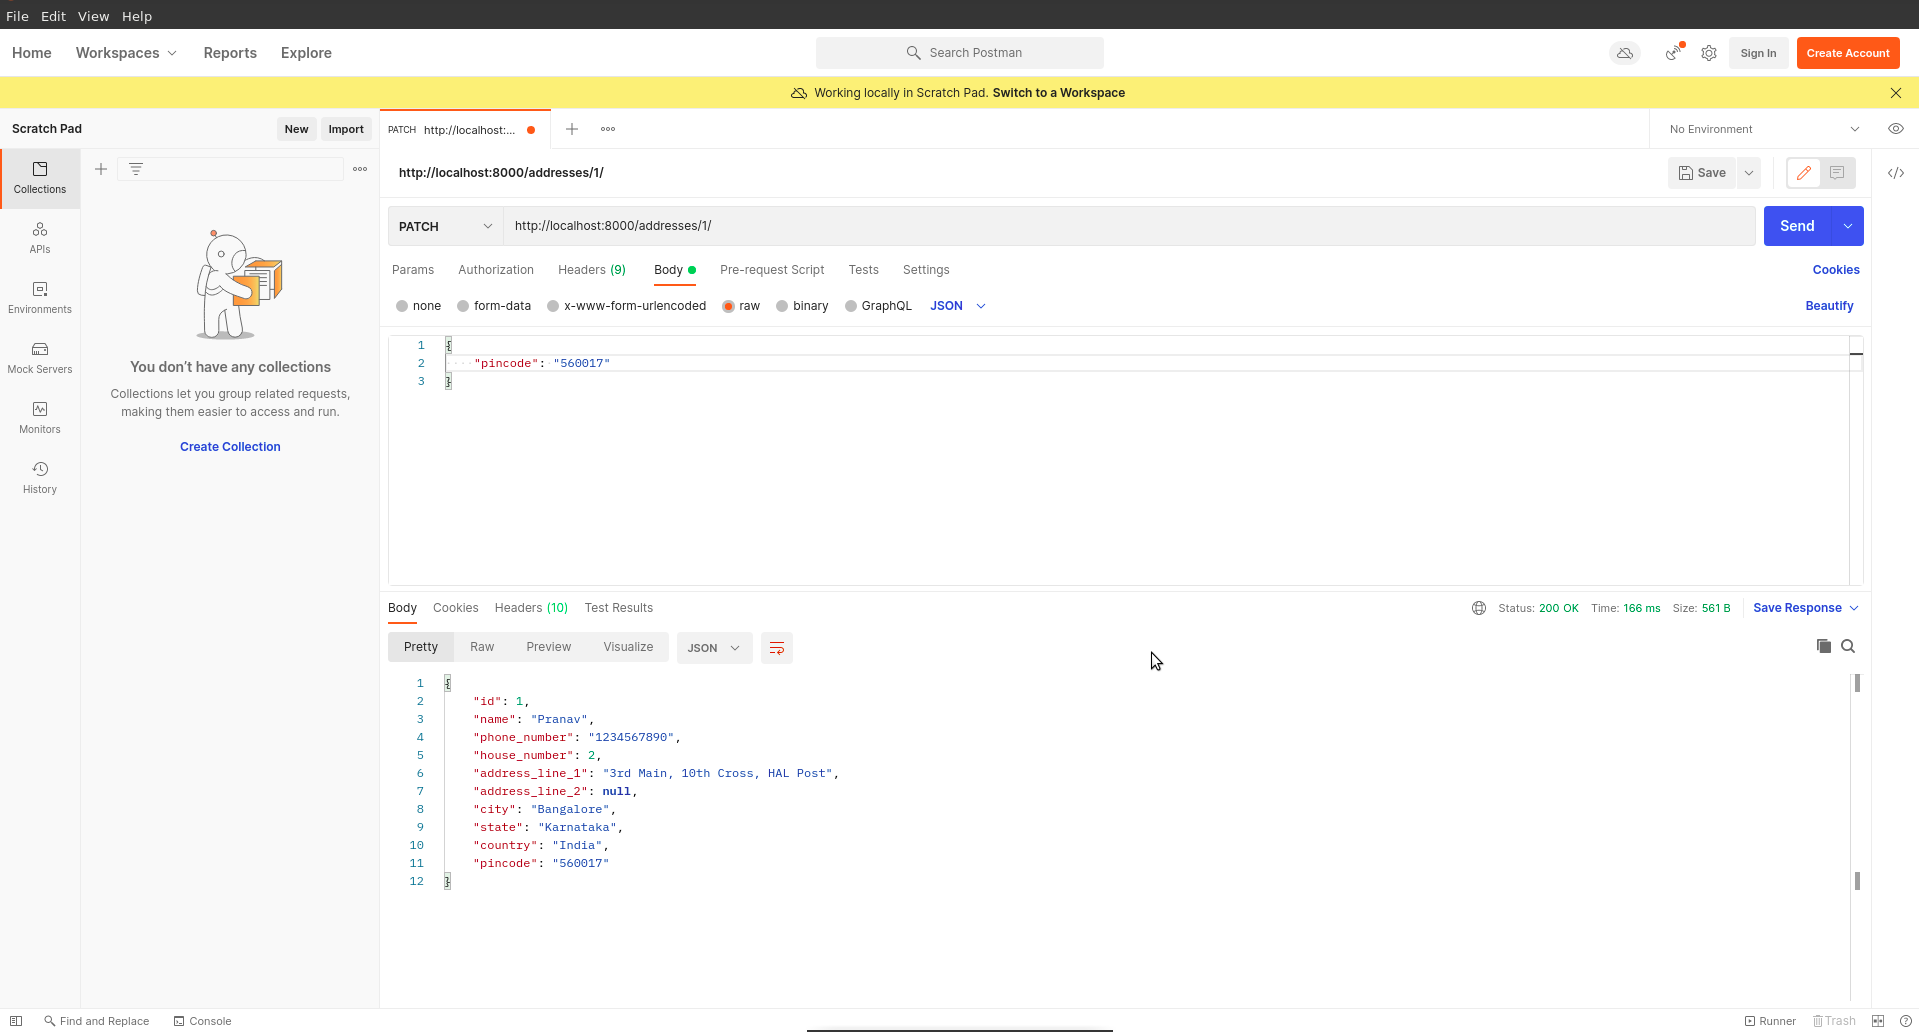 File Edit View Help
Home Workspaces Reports Explore Search Postman Sign In Create Account
Working locally in Scratch Pad. Switch to a Workspace
Scratch Pad New Import PATCH http://localhost:... No Environment
Collections
APIs
Environments
Mock Servers
Monitors
History
You don’t have any collections
Collections let you group related requests,
making them easier to access and run.
Create Collection
http://localhost:8000/addresses/1/ Save
PATCH http://localhost:8000/addresses/1/ Send
Params Authorization Headers (9) Body Pre-request Script Tests Settings Cookies
none form-data x-www-form-urlencoded raw binary GraphQL JSON Beautify
1 {
2 "pincode": "560017"
3 }
Body Cookies Headers (10) Test Results Status: 200 OK Time: 166 ms Size: 561 B Save Response
Pretty Raw Preview Visualize JSON
1 {
2 "id": 1,
3 "name": "Pranav",
4 "phone_number": "1234567890",
5 "house_number": 2,
6 "address_line_1": "3rd Main, 10th Cross, HAL Post",
7 "address_line_2": null,
8 "city": "Bangalore",
9 "state": "Karnataka",
10 "country": "India",
11 "pincode": "560017"
12 }
Find and Replace Console Runner Trash